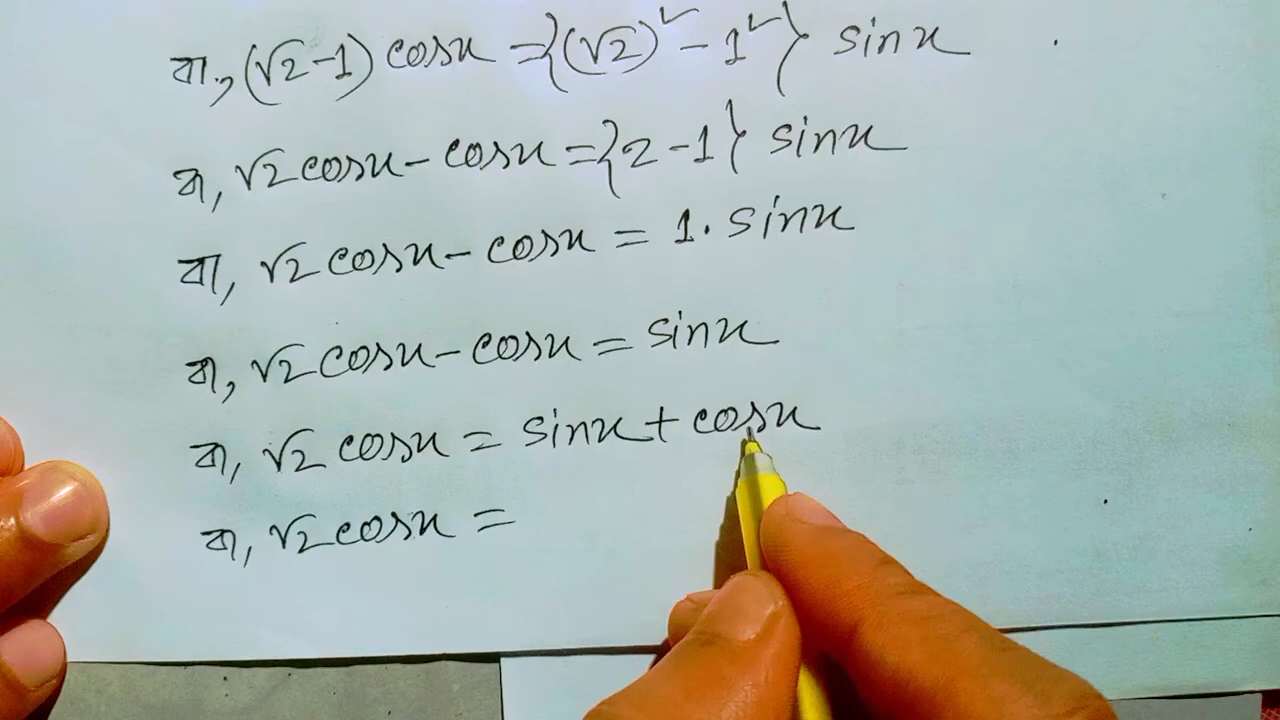 বা, (√2-1) cosx = {(√2)² - 1²} sinx
বা, √2 cosx - cosx = {2-1} sinx
বা, √2 cosx - cosx = 1. sinx
বা, √2 cosx - cosx = sinx
বা, √2 cosx = sinx + cosx
বা, √2 cosx =